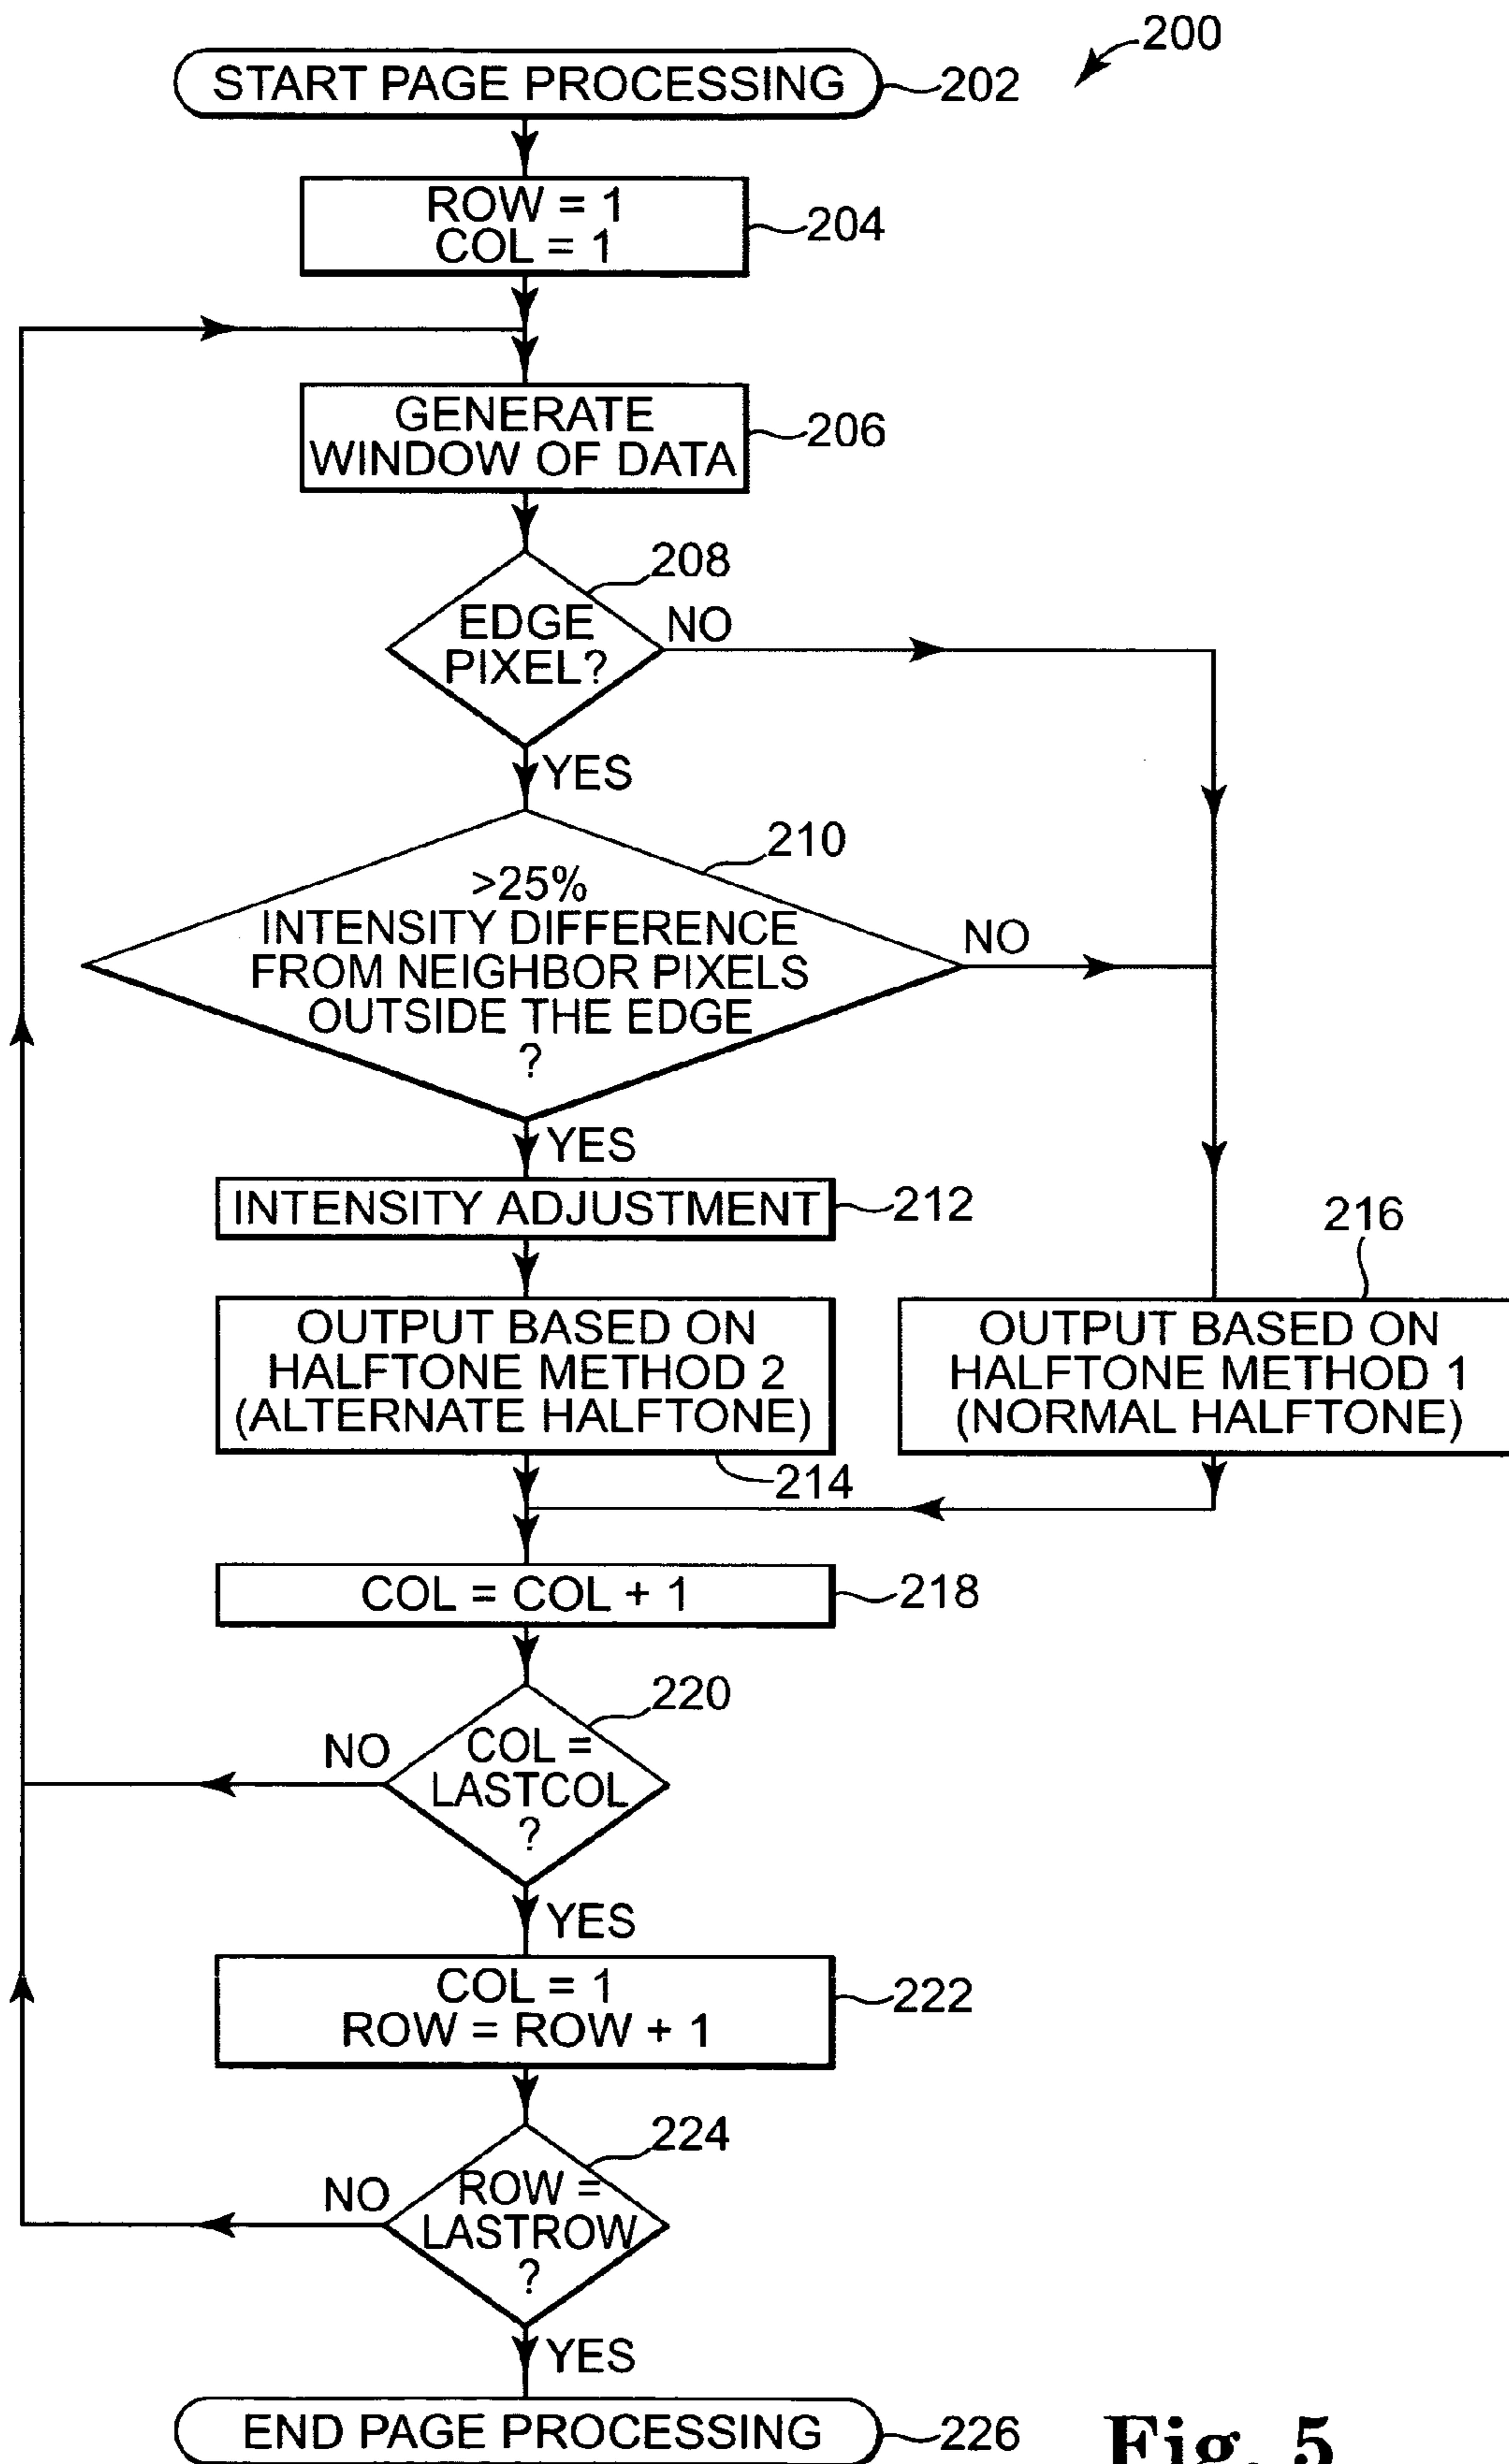 200
START PAGE PROCESSING
202
ROW = 1
COL = 1
204
GENERATE
WINDOW OF DATA
206
208
EDGE
PIXEL?
NO
YES
210
>25%
INTENSITY DIFFERENCE
FROM NEIGHBOR PIXELS
OUTSIDE THE EDGE
?
NO
YES
INTENSITY ADJUSTMENT
212
216
OUTPUT BASED ON
HALFTONE METHOD 2
(ALTERNATE HALFTONE)
214
OUTPUT BASED ON
HALFTONE METHOD 1
(NORMAL HALFTONE)
COL = COL + 1
218
220
COL =
LASTCOL
?
NO
YES
COL = 1
ROW = ROW + 1
222
224
ROW =
LASTROW
?
NO
YES
END PAGE PROCESSING
226
Fig. 5